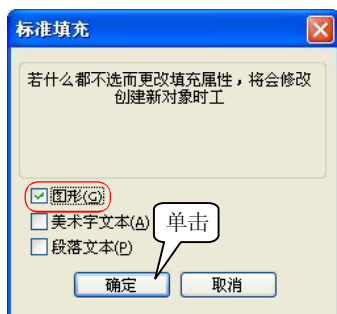 标准填充
若什么都不选而更改填充属性，将会修改
创建新对象时工
图形(G)
美术字文本(A)
单击
段落文本(P)
确定
取消